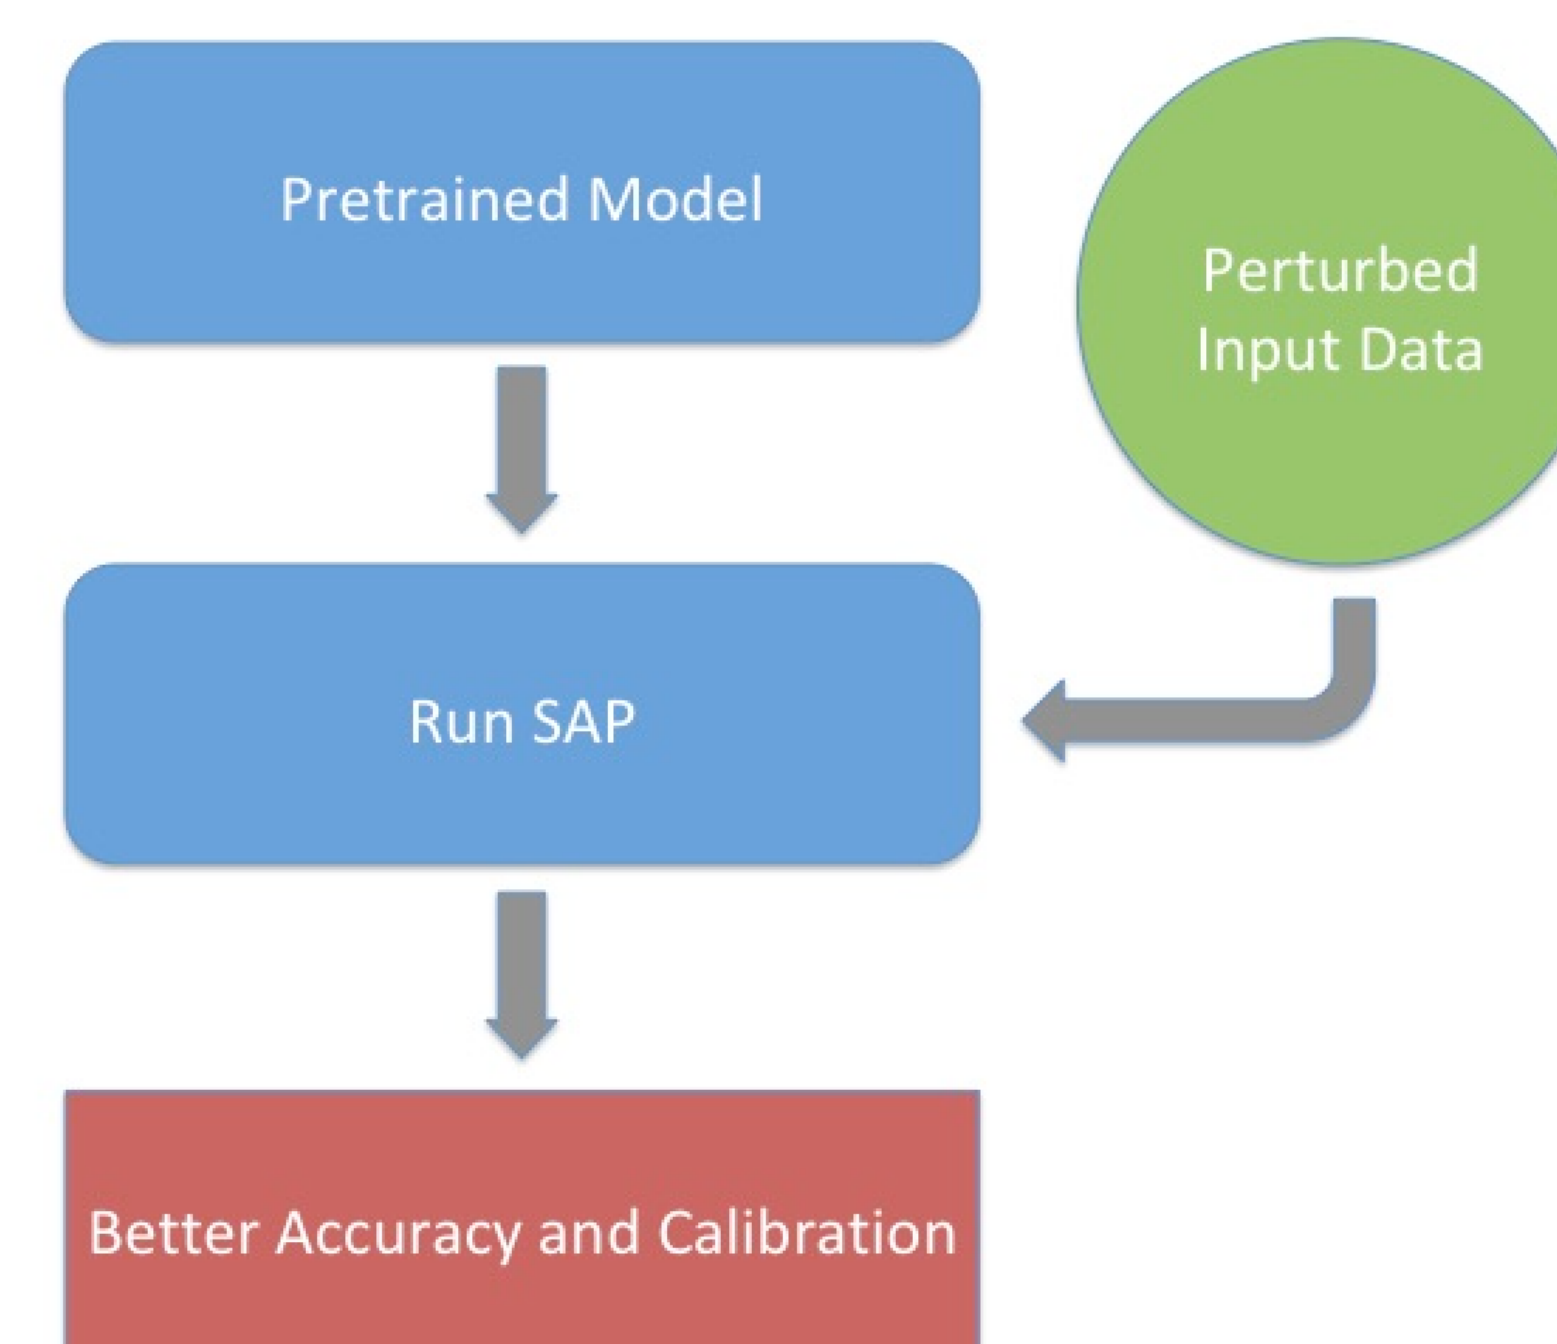 Pretrained Model
Perturbed
Input Data
Run SAP
Better Accuracy and Calibration